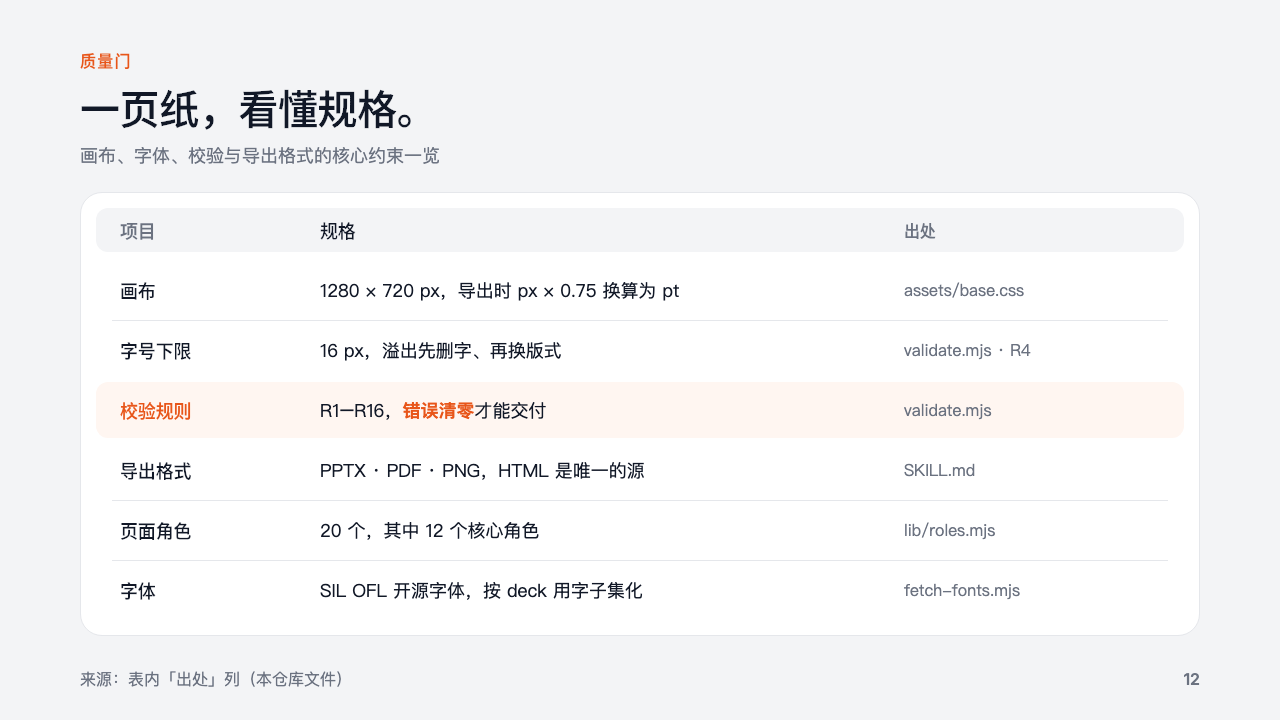 质量门
一页纸，看懂规格。
画布、字体、校验与导出格式的核心约束一览
项目 规格 出处
画布 1280 × 720 px，导出时 px × 0.75 换算为 pt assets/base.css
字号下限 16 px，溢出先删字、再换版式 validate.mjs · R4
校验规则 R1–R16，错误清零才能交付 validate.mjs
导出格式 PPTX · PDF · PNG，HTML 是唯一的源 SKILL.md
页面角色 20 个，其中 12 个核心角色 lib/roles.mjs
字体 SIL OFL 开源字体，按 deck 用字子集化 fetch-fonts.mjs
来源：表内「出处」列（本仓库文件） 12